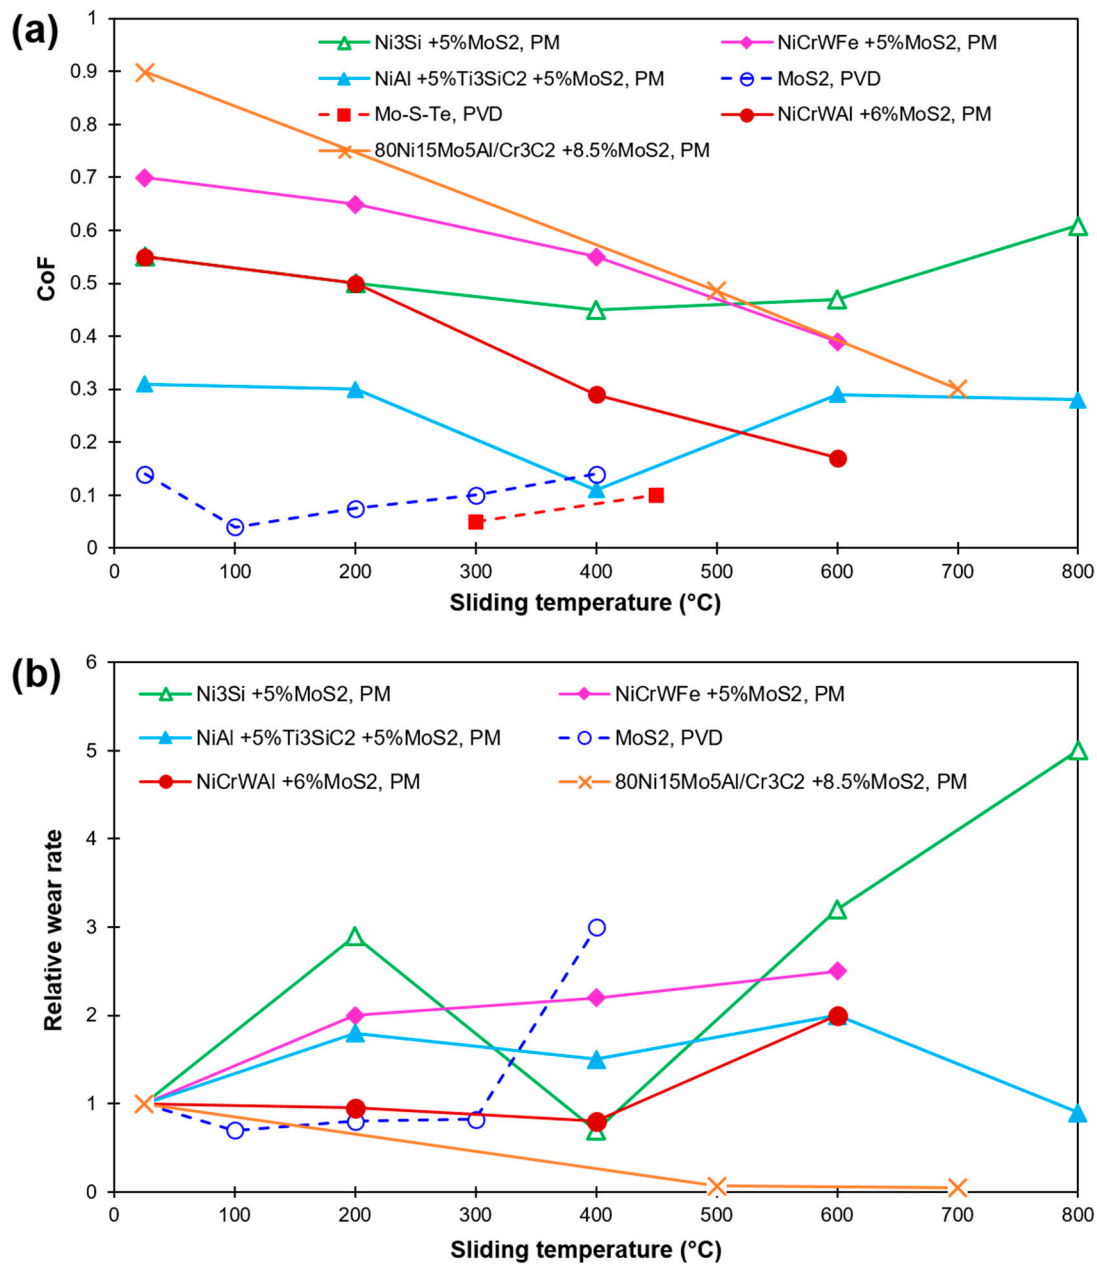 (a)
1
0.9
0.8
0.7
0.6
0.5
0.4
0.3
0.2
0.1
0
CoF
Ni3Si +5%MoS2, PM
NiCrWFe +5%MoS2, PM
NiAl +5%Ti3SiC2 +5%MoS2, PM
MoS2, PVD
Mo-S-Te, PVD
NiCrWAl +6%MoS2, PM
80Ni15Mo5Al/Cr3C2 +8.5%MoS2, PM
0 100 200 300 400 500 600 700 800
Sliding temperature (°C)
(b)
6
5
4
3
2
1
0
Relative wear rate
Ni3Si +5%MoS2, PM
NiCrWFe +5%MoS2, PM
NiAl +5%Ti3SiC2 +5%MoS2, PM
MoS2, PVD
NiCrWAl +6%MoS2, PM
80Ni15Mo5Al/Cr3C2 +8.5%MoS2, PM
0 100 200 300 400 500 600 700 800
Sliding temperature (°C)